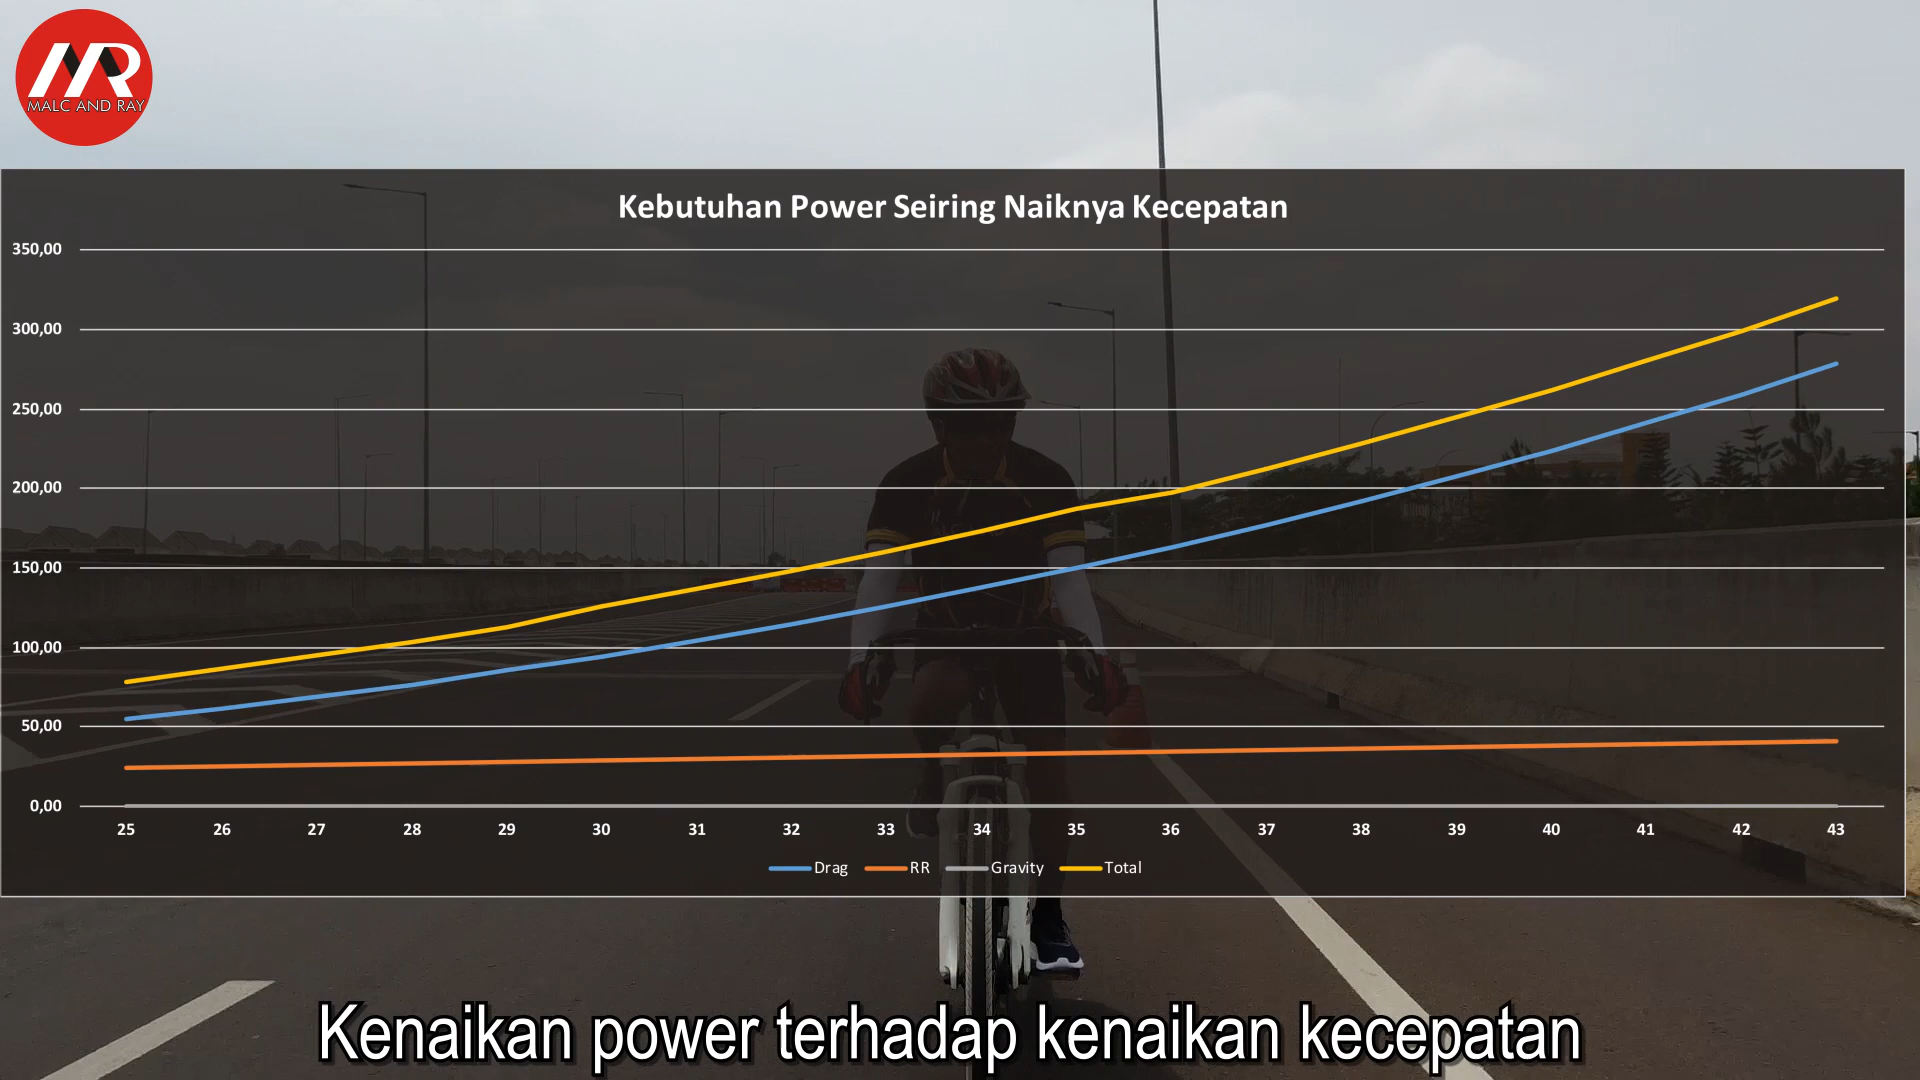 MR
MALC AND RAY
Kebutuhan Power Seiring Naiknya Kecepatan
350,00
300,00
250,00
200,00
150,00
100,00
50,00
0,00
25 26 27 28 29 30 31 32 33 34 35 36 37 38 39 40 41 42 43
Drag RR Gravity Total
Kenaikan power terhadap kenaikan kecepatan